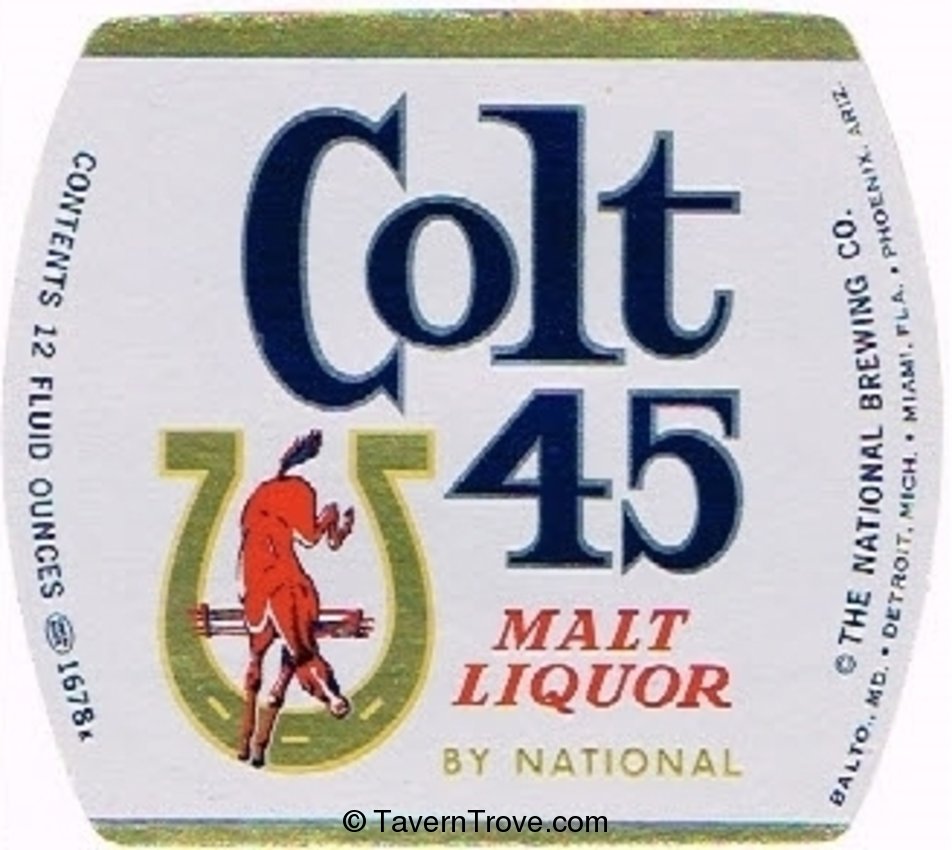 Colt
45
MALT
LIQUOR
BY NATIONAL
CONTENTS 12 FLUID OUNCES
1678K
© THE NATIONAL BREWING CO.
BALTO., MD. • DETROIT, MICH. • MIAMI, FLA. • PHOENIX, ARIZ.
© TavernTrove.com